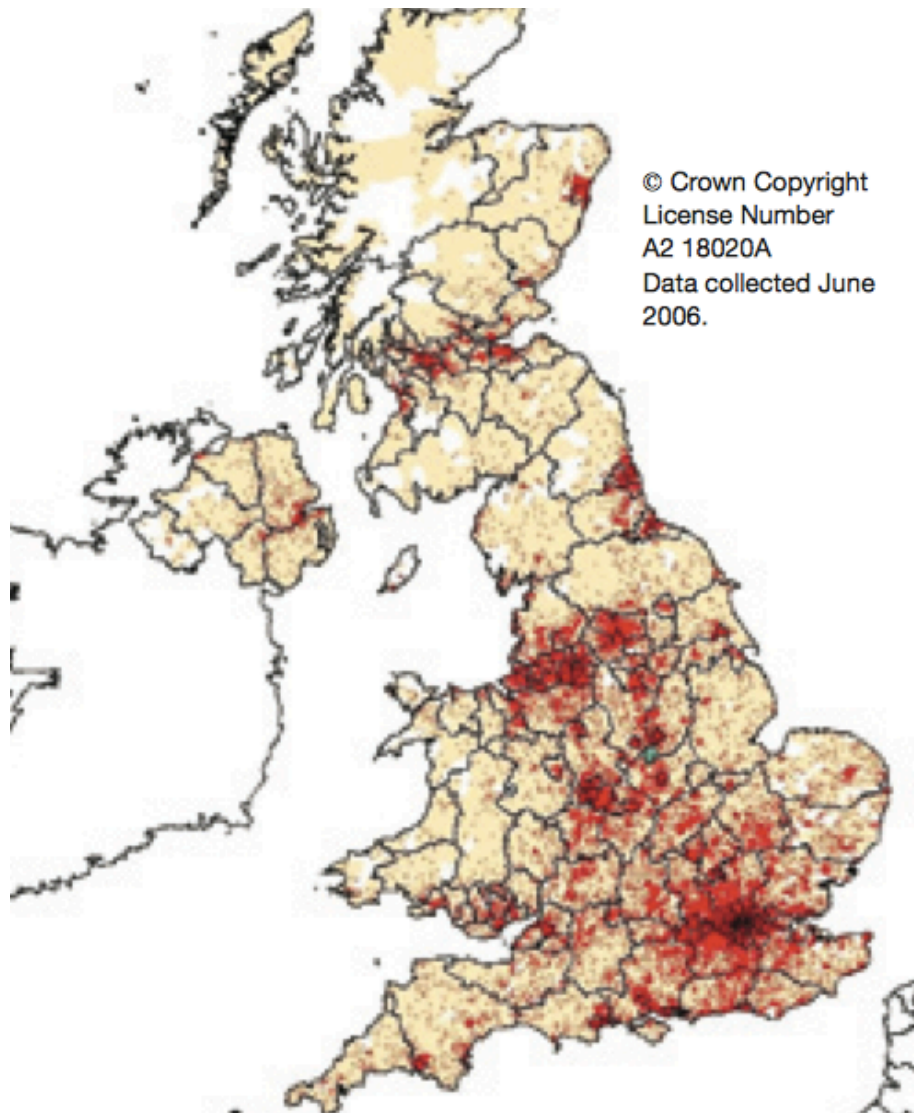 © Crown Copyright
License Number
A2 18020A
Data collected June
2006.